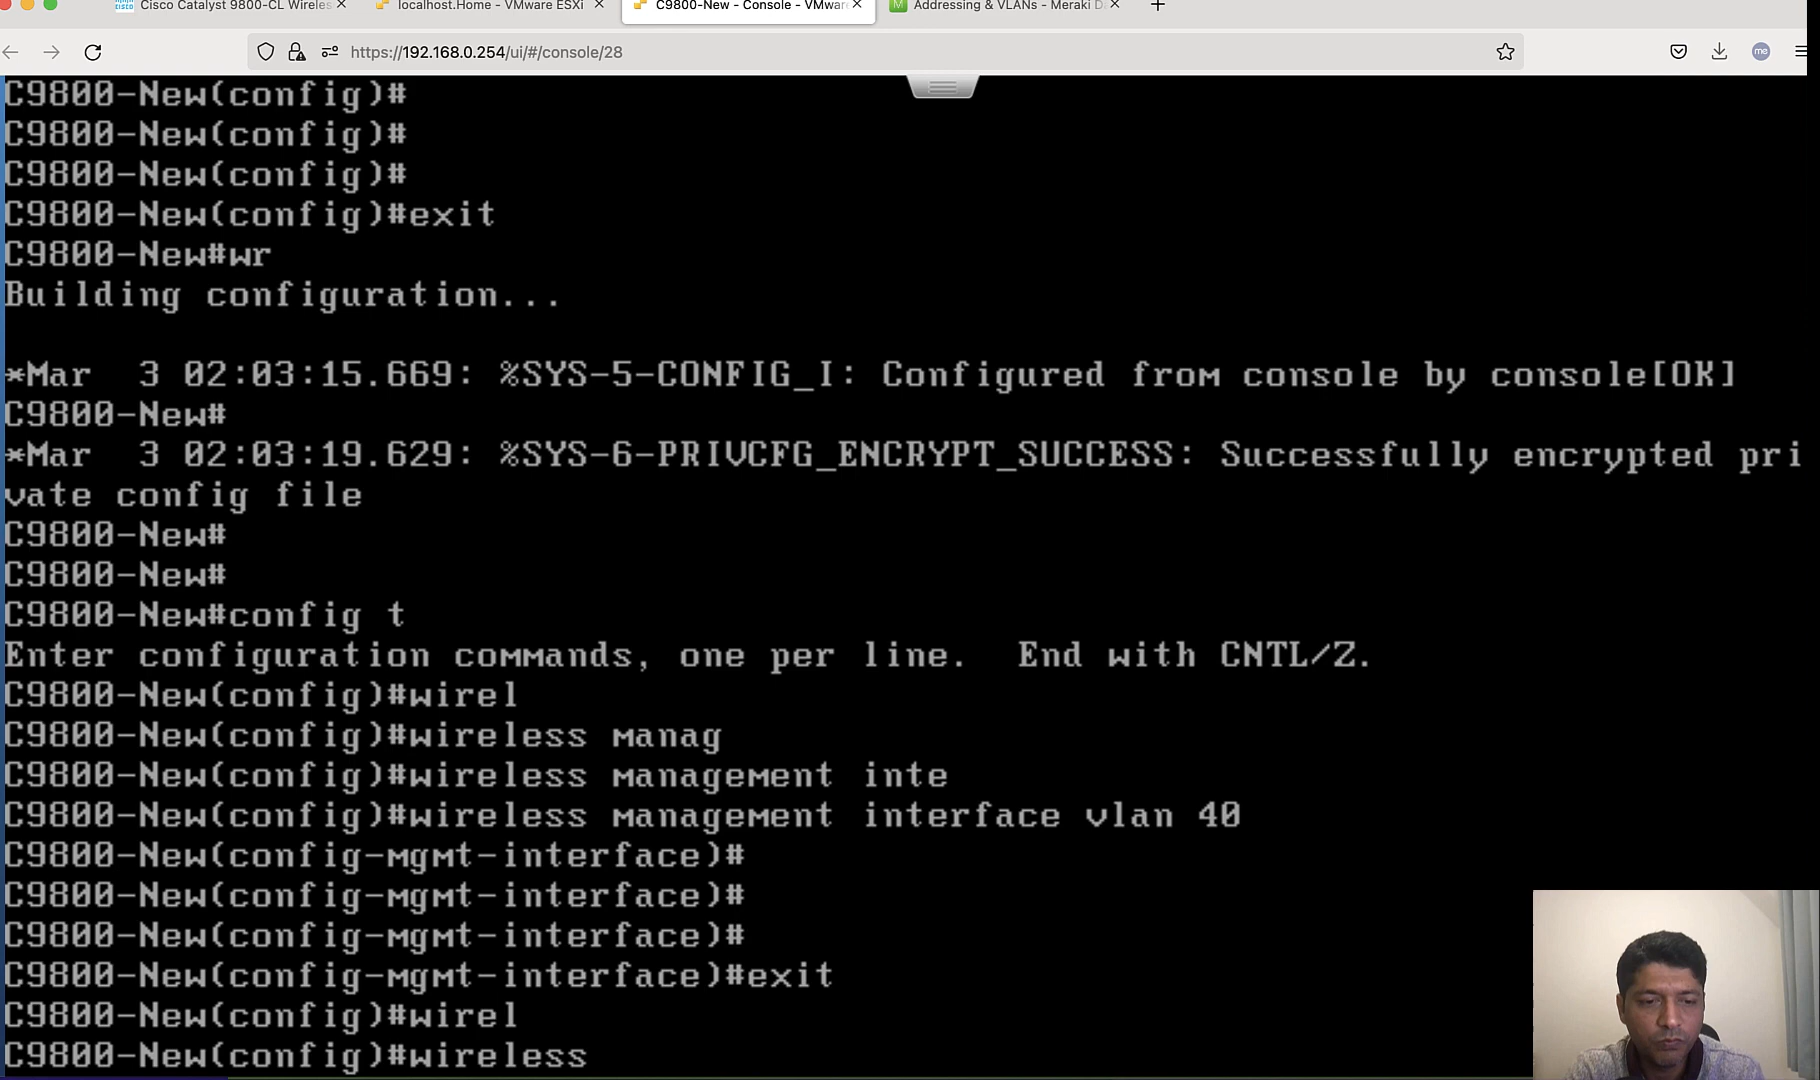 Cisco Catalyst 9800-CL Wireles
localhost.Home - VMware ESXi
C9800-New - Console - VMware
Addressing & VLANs - Meraki D
https://192.168.0.254/ui/#/console/28
me
C9800-New(config)#
C9800-New(config)#
C9800-New(config)#
C9800-New(config)#exit
C9800-New#wr
Building configuration...
*Mar  3 02:03:15.669: %SYS-5-CONFIG_I: Configured from console by console[OK]
C9800-New#
*Mar  3 02:03:19.629: %SYS-6-PRIVCFG_ENCRYPT_SUCCESS: Successfully encrypted pri
vate config file
C9800-New#
C9800-New#
C9800-New#config t
Enter configuration commands, one per line.  End with CNTL/Z.
C9800-New(config)#wirel
C9800-New(config)#wireless manag
C9800-New(config)#wireless management inte
C9800-New(config)#wireless management interface vlan 40
C9800-New(config-mgmt-interface)#
C9800-New(config-mgmt-interface)#
C9800-New(config-mgmt-interface)#
C9800-New(config-mgmt-interface)#exit
C9800-New(config)#wirel
C9800-New(config)#wireless